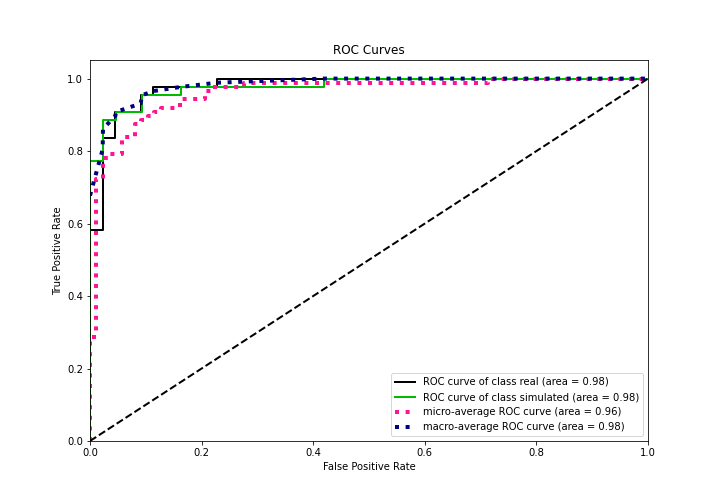 ROC Curves
1.0
0.8
0.6
0.4
0.2
0.0
True Positive Rate
0.0 0.2 0.4 0.6 0.8 1.0
False Positive Rate
ROC curve of class real (area = 0.98)
ROC curve of class simulated (area = 0.98)
micro-average ROC curve (area = 0.96)
macro-average ROC curve (area = 0.98)